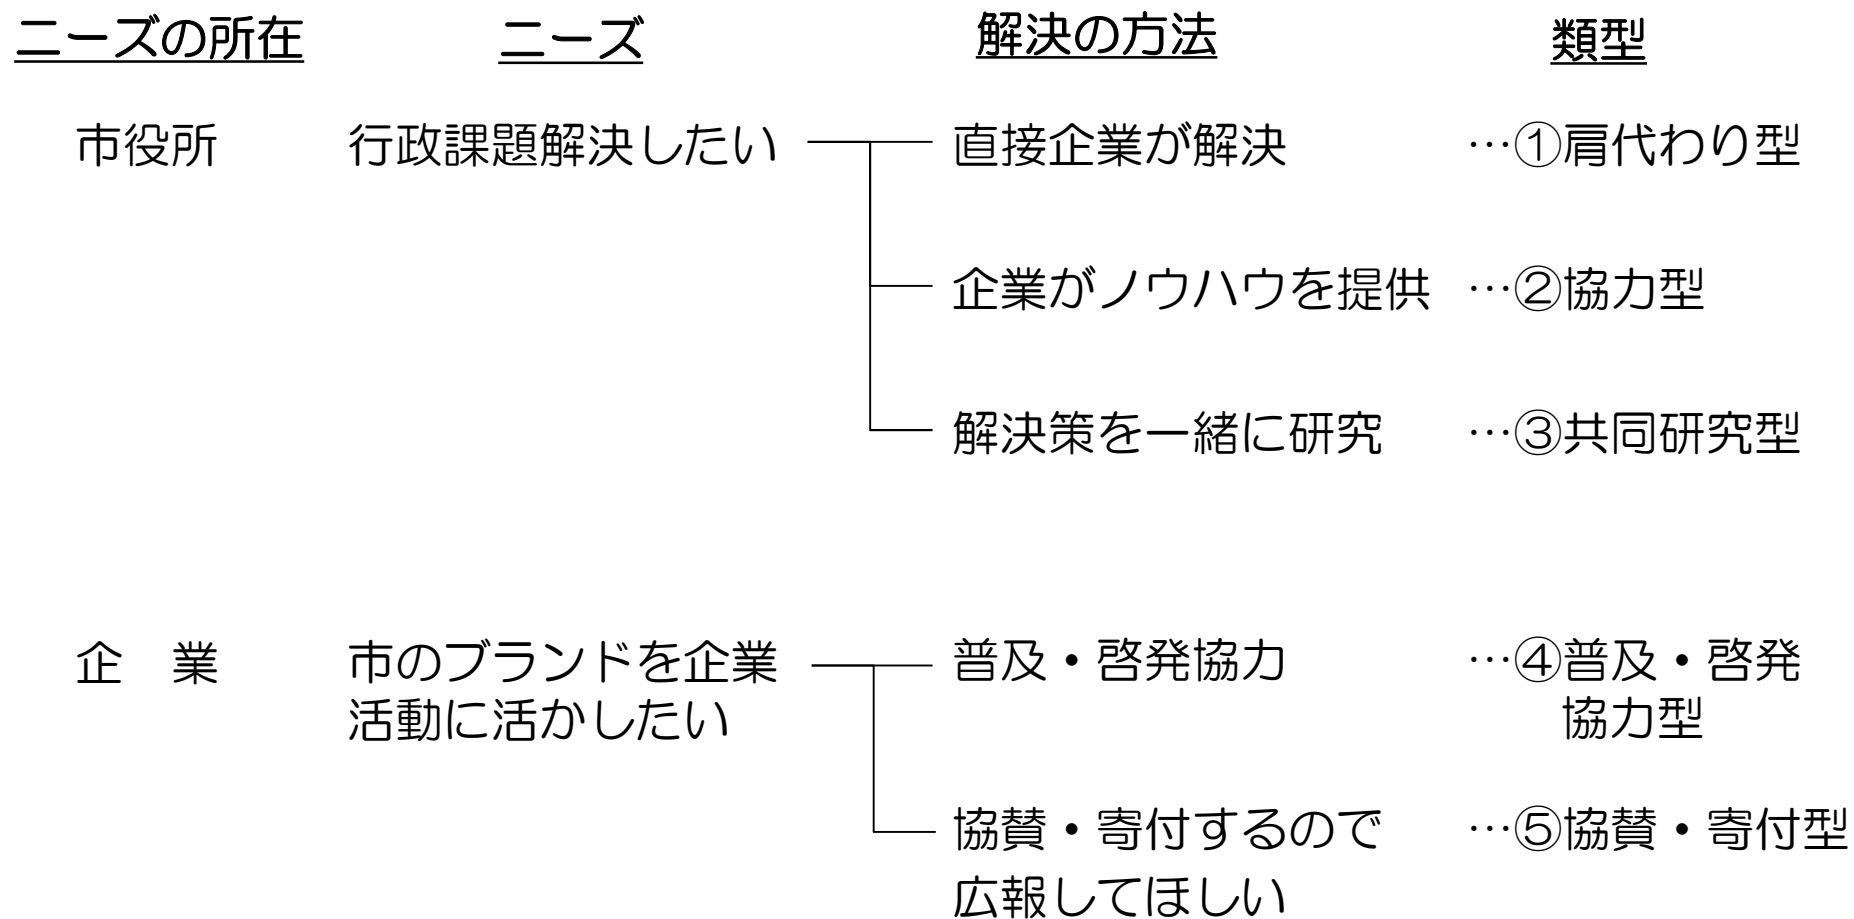 ニーズの所在 ニーズ 解決の方法 類型
市役所 行政課題解決したい 直接企業が解決 …①肩代わり型
企業がノウハウを提供 …②協力型
解決策を一緒に研究 …③共同研究型
企　業 市のブランドを企業 普及・啓発協力 …④普及・啓発
活動に活かしたい 協力型
協賛・寄付するので …⑤協賛・寄付型
広報してほしい